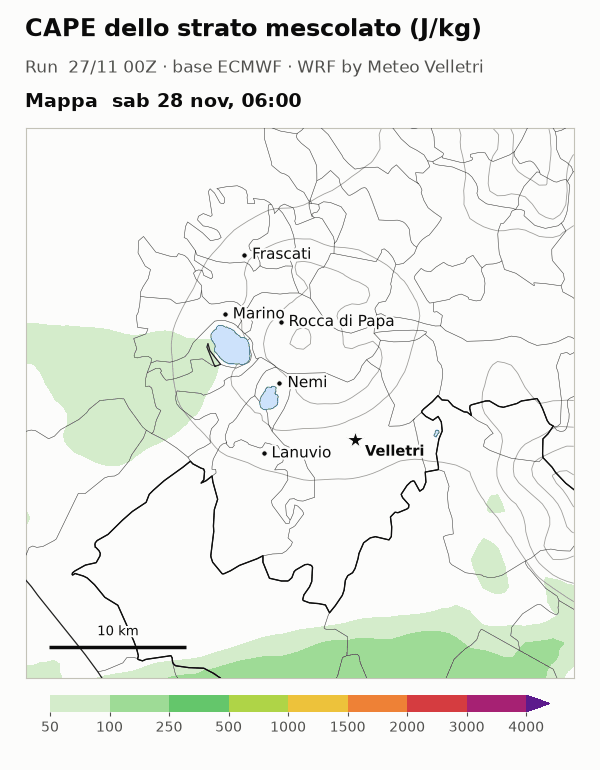 CAPE dello strato mescolato (J/kg)
Run 27/11 00Z · base ECMWF · WRF by Meteo Velletri
Mappa sab 28 nov, 06:00
Frascati
Marino
Rocca di Papa
Nemi
Velletri
Lanuvio
10 km
50 100 250 500 1000 1500 2000 3000 4000